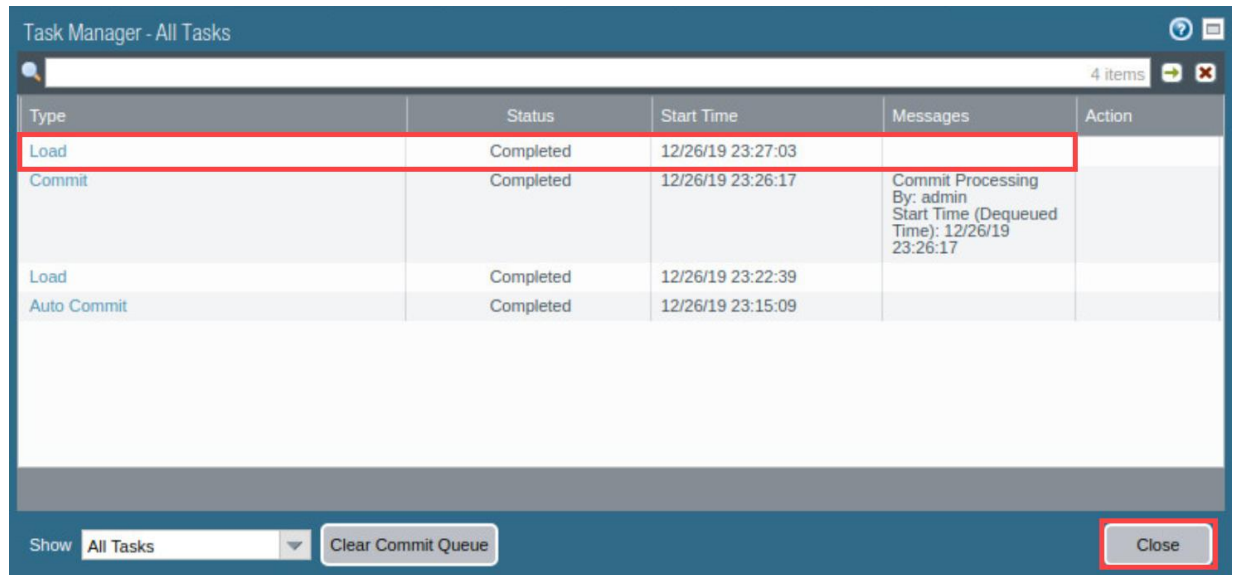 Task Manager - All Tasks
4 items
Type Status Start Time Messages Action
Load Completed 12/26/19 23:27:03
Commit Completed 12/26/19 23:26:17 Commit Processing
By: admin
Start Time (Dequeued
Time): 12/26/19
23:26:17
Load Completed 12/26/19 23:22:39
Auto Commit Completed 12/26/19 23:15:09
Show All Tasks Clear Commit Queue Close